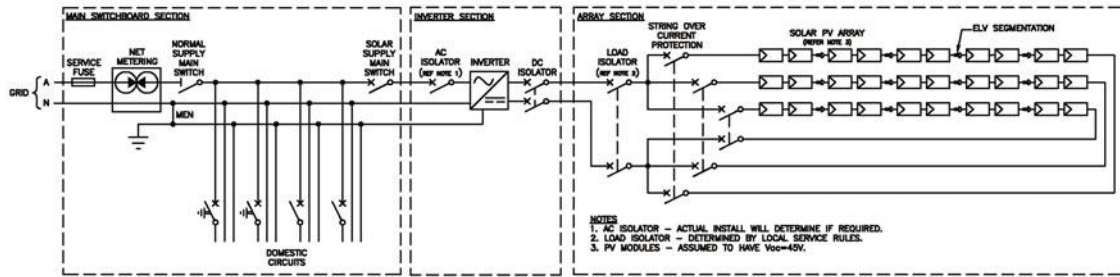 MAIN SWITCHBOARD SECTION
INVERTER SECTION
ARRAY SECTION
SERVICE
FUSE
NET
METERING
NORMAL
SUPPLY
MAIN
SWITCH
SOLAR
SUPPLY
MAIN
SWITCH
AC
ISOLATOR
(REF NOTE 1)
INVERTER
DC
ISOLATOR
LOAD
ISOLATOR
(REF NOTE 2)
STRING OVER
CURRENT
PROTECTION
SOLAR PV ARRAY
(REFER NOTE 3)
ELV SEGMENTATION
A
GRID
N
MEN
DOMESTIC
CIRCUITS
NOTES
1. AC ISOLATOR – ACTUAL INSTALL WILL DETERMINE IF REQUIRED.
2. LOAD ISOLATOR – DETERMINED BY LOCAL SERVICE RULES.
3. PV MODULES – ASSUMED TO HAVE Voc=45V.